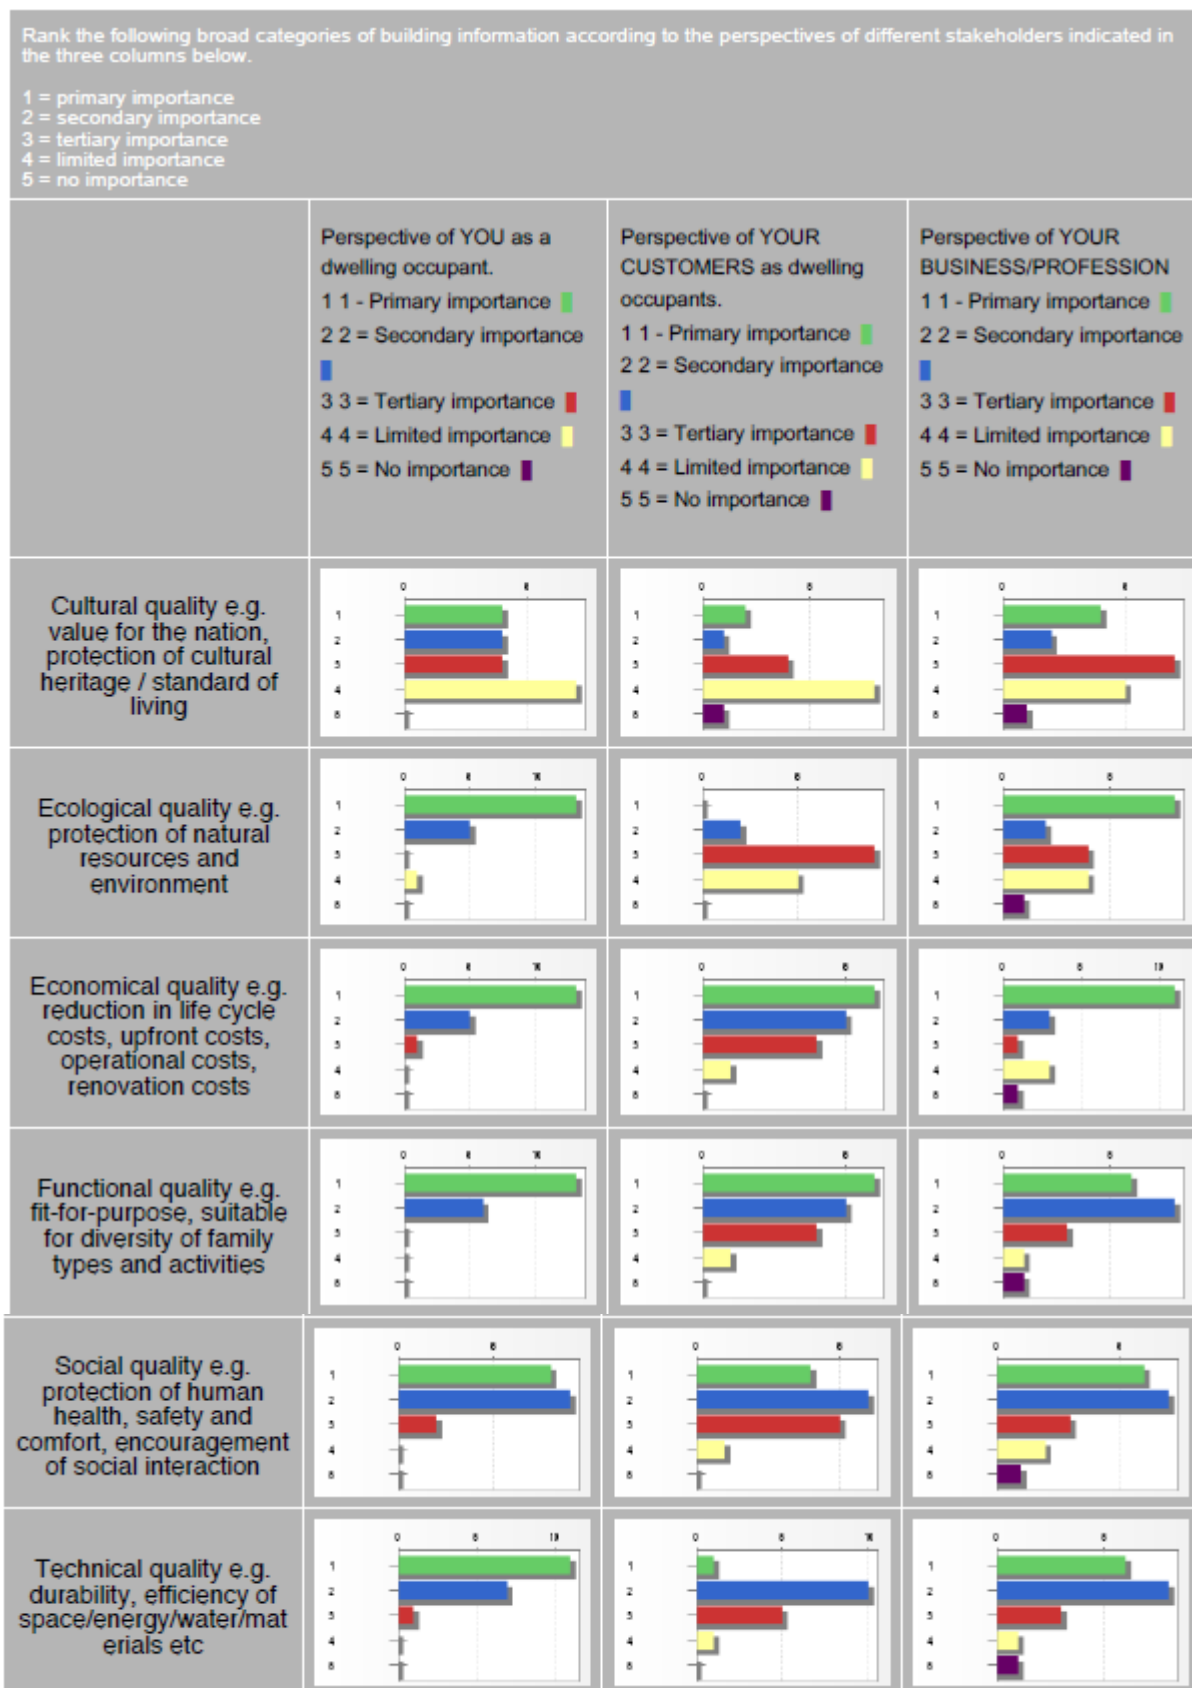 Rank the following broad categories of building information according to the perspectives of different stakeholders indicated in
the three columns below.
1 = primary importance
2 = secondary importance
3 = tertiary importance
4 = limited importance
5 = no importance
Perspective of YOU as a
dwelling occupant.
1 1 - Primary importance
2 2 = Secondary importance
3 3 = Tertiary importance
4 4 = Limited importance
5 5 = No importance
Perspective of YOUR
CUSTOMERS as dwelling
occupants.
1 1 - Primary importance
2 2 = Secondary importance
3 3 = Tertiary importance
4 4 = Limited importance
5 5 = No importance
Perspective of YOUR
BUSINESS/PROFESSION
1 1 - Primary importance
2 2 = Secondary importance
3 3 = Tertiary importance
4 4 = Limited importance
5 5 = No importance
Cultural quality e.g.
value for the nation,
protection of cultural
heritage / standard of
living
Ecological quality e.g.
protection of natural
resources and
environment
Economical quality e.g.
reduction in life cycle
costs, upfront costs,
operational costs,
renovation costs
Functional quality e.g.
fit-for-purpose, suitable
for diversity of family
types and activities
Social quality e.g.
protection of human
health, safety and
comfort, encouragement
of social interaction
Technical quality e.g.
durability, efficiency of
space/energy/water/mat
erials etc